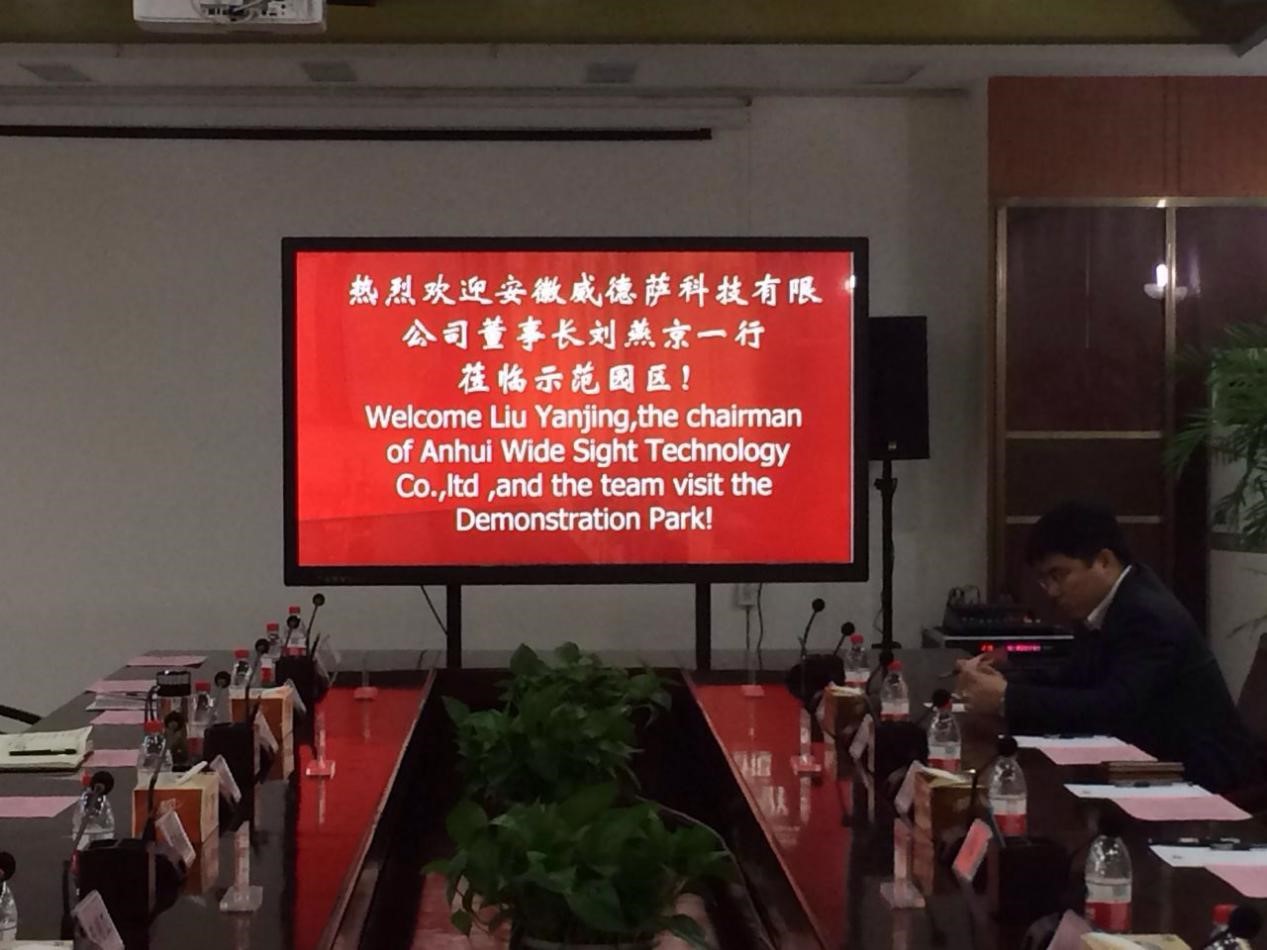 热烈欢迎安徽威德萨科技有限
公司董事长刘燕京一行
莅临示范园区!
Welcome Liu Yanjing,the chairman
of Anhui Wide Sight Technology
Co.,ltd ,and the team visit the
Demonstration Park!